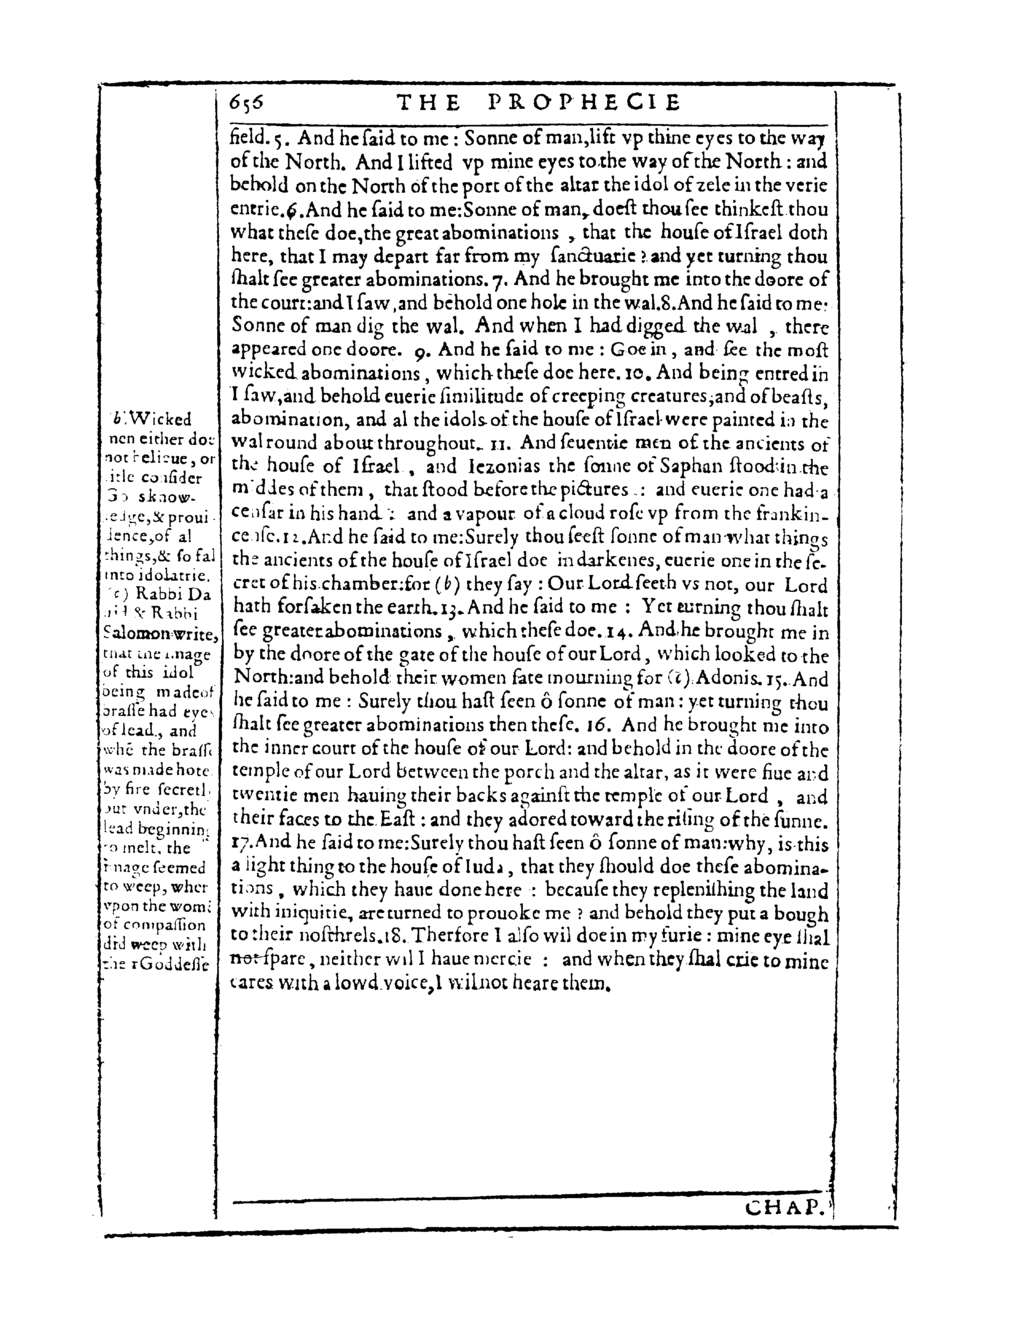 656 THE PROPHECIE
field. 5. And he ſaid to me : Sonne of man, lift vp thine eyes to the way
of the North. And I lifted vp mine eyes to the way of the North : and
behold on the North of the port of the altar the idol of zele in the verie
entrie. 6. And he ſaid to me: Sonne of man, doeſt thou ſee thinkeſt thou
what theſe doe, the great abominations , that the houſe of Iſrael doth
here, that I may depart far from my ſanctuarie ? and yet turning thou
ſhalt ſee greater abominations. 7. And he brought me into the doore of
the court: and I ſaw, and behold one hole in the wal. 8. And he ſaid to me:
Sonne of man dig the wal. And when I had digged the wal , there
appeared one doore. 9. And he ſaid to me : Goe in , and ſee the moſt
wicked abominations , which theſe doe here. 10. And being entred in
I ſaw, and behold euerie ſimilitude of creeping creatures, and of beaſts,
abomination, and al the idols of the houſe of Iſrael were painted in the
wal round about throughout. 11. And ſeuentie men of the ancients of
the houſe of Iſrael , and Iezonias the ſonne of Saphan ſtood in the
middes of them , that ſtood before the pictures : and euerie one had a
cenſar in his hand : and a vapour of a cloud roſe vp from the frankin-
cenſe. 12. And he ſaid to me: Surely thou ſeeſt ſonne of man what things
the ancients of the houſe of Iſrael doe in darkenes, euerie one in the ſe-
cret of his chamber: for (b) they ſay : Our Lord ſeeth vs not, our Lord
hath forſaken the earth. 13. And he ſaid to me : Yet turning thou ſhalt
ſee greater abominations , which theſe doe. 14. And he brought me in
by the doore of the gate of the houſe of our Lord , which looked to the
North: and behold their women ſate mourning for (c) Adonis. 15. And
he ſaid to me : Surely thou haſt ſeen ô ſonne of man : yet turning thou
ſhalt ſee greater abominations then theſe. 16. And he brought me into
the inner court of the houſe of our Lord: and behold in the doore of the
temple of our Lord between the porch and the altar, as it were fiue and
twentie men hauing their backs againſt the temple of our Lord , and
their faces to the Eaſt : and they adored toward the riſing of the ſunne.
17. And he ſaid to me: Surely thou haſt ſeen ô ſonne of man: why, is this
a light thing to the houſe of Iuda , that they ſhould doe theſe abomina-
tions , which they haue done here : becauſe they repleniſhing the land
with iniquitie, are turned to prouoke me ? and behold they put a bough
to their noſthrels. 18. Therfore I alſo wil doe in my furie : mine eye ſhal
not ſpare , neither wil I haue mercie : and when they ſhal crie to mine
eares with a lowd voice, I wil not heare them.
b. Wicked
men either doe
not beleeue, or
litle conſider
Gods know-
ledge, & proui
dence, of al
things, & ſo fal
into idolatrie.
(c) Rabbi Da
uid & Rabbi
Salomon write,
that the image
of this idol
being made of
braſſe had eyes
of lead, and
whē the braſſe
was made hote
by fire ſecretly
put vnder, the
lead beginning
to melt, the
image ſeemed
to weep, wher
vpon the womē
of compaſſion
did weep with
their Goddeſſe
CHAP.